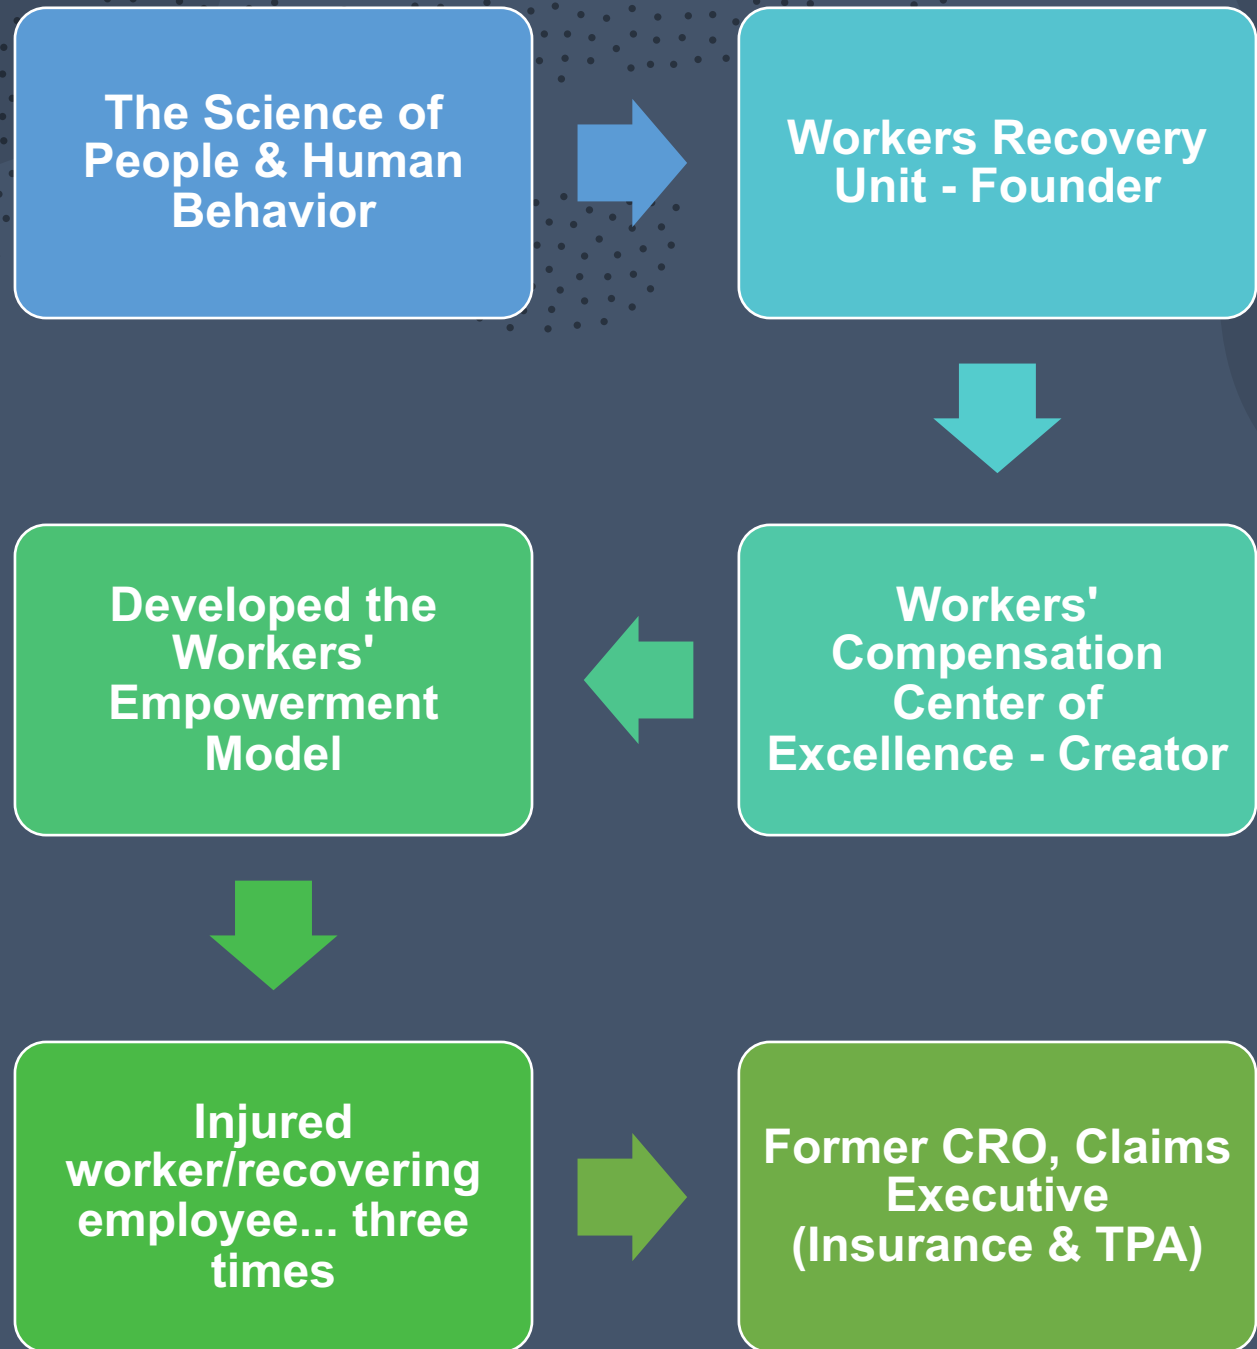 The Science of
People & Human
Behavior
Workers Recovery
Unit - Founder
Workers'
Compensation
Center of
Excellence - Creator
Developed the
Workers'
Empowerment
Model
Injured
worker/recovering
employee... three
times
Former CRO, Claims
Executive
(Insurance & TPA)